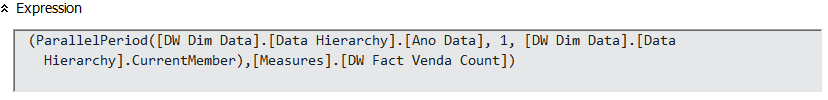 Expression
(ParallelPeriod([DW Dim Data].[Data Hierarchy].[Ano Data], 1, [DW Dim Data].[Data
Hierarchy].CurrentMember),[Measures].[DW Fact Venda Count])